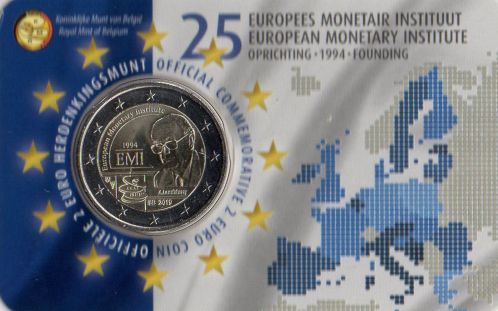 Koninklijke Munt van België
Royal Mint of Belgium
25 EUROPEES MONETAIR INSTITUUT
EUROPEAN MONETARY INSTITUTE
OPRICHTING · 1994 · FOUNDING
OFFICIËLE 2 EURO HERDENKINGSMUNT
OFFICIAL COMMEMORATIVE 2 EURO COIN
European Monetary Institute
1994
EMI
A.Lamfalussy
BE 2019